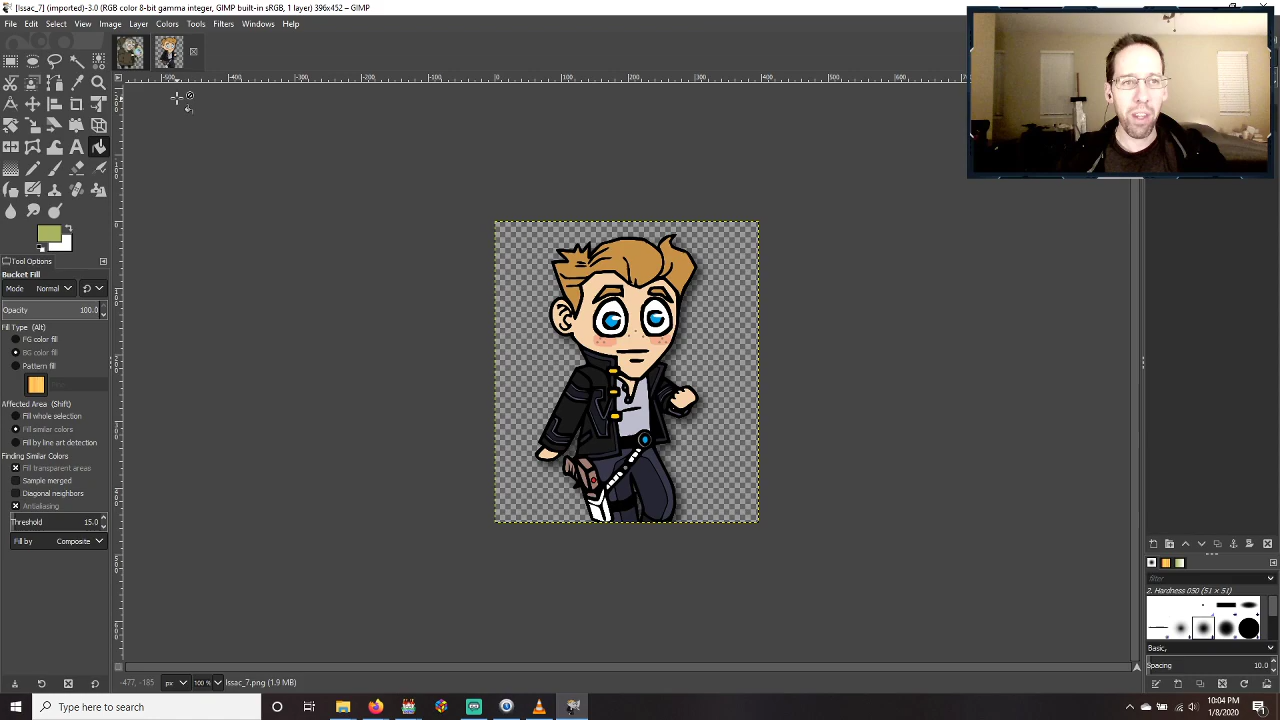 [Issac_7] (imported)-3.0 (RGB color 8-bit gamma integer, GIMP built-in sRGB, 1 layer) 396x452 – GIMP
File Edit Select View Image Layer Colors Tools Filters Windows Help
Tool Options
Bucket Fill
Mode Normal
Opacity 100.0
Fill Type (Alt)
FG color fill
BG color fill
Pattern fill
Affected Area (Shift)
Fill whole selection
Fill similar colors
Fill by line art detection
Finding Similar Colors
Fill transparent areas
Sample merged
Diagonal neighbors
Antialiasing
Threshold 15.0
Fill by Composite
filter
2. Hardness 050 (51 × 51)
Basic,
Spacing 10.0
-477, -185 px 100 % Issac_7.png (1.9 MB)
Type here to search
10:04 PM
1/8/2020